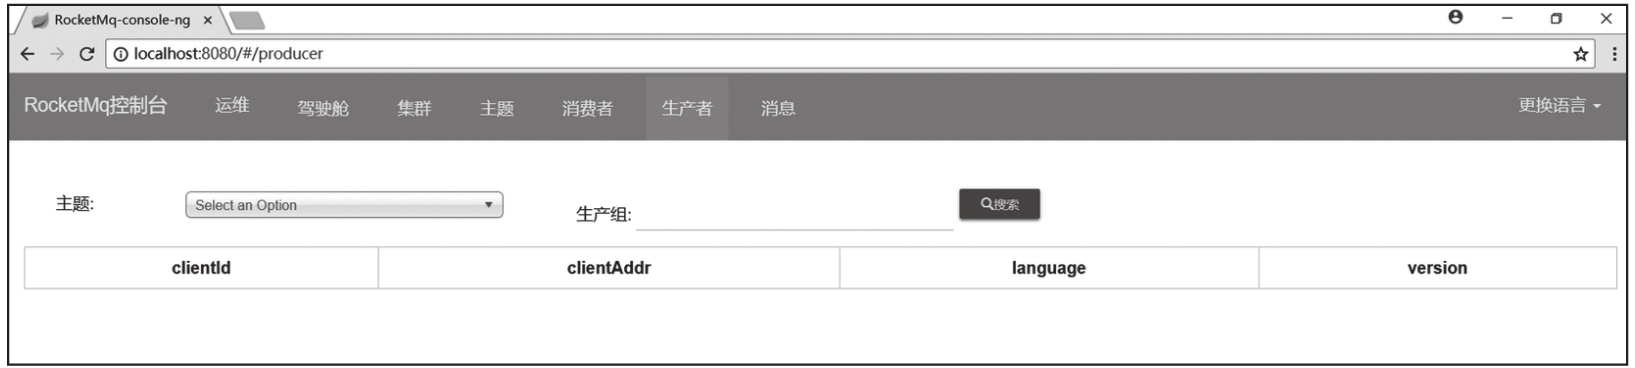 RocketMq-console-ng
localhost:8080/#/producer
RocketMq控制台 运维 驾驶舱 集群 主题 消费者 生产者 消息 更换语言
主题: Select an Option 生产组: 搜索
clientId clientAddr language version